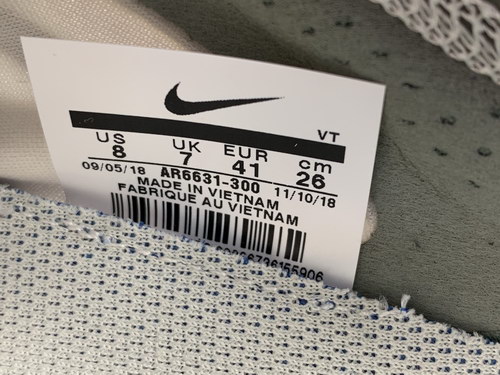 VT
US UK EUR cm
8 7 41 26
09/05/18 AR6631-300 11/10/18
MADE IN VIETNAM
FABRIQUE AU VIETNAM